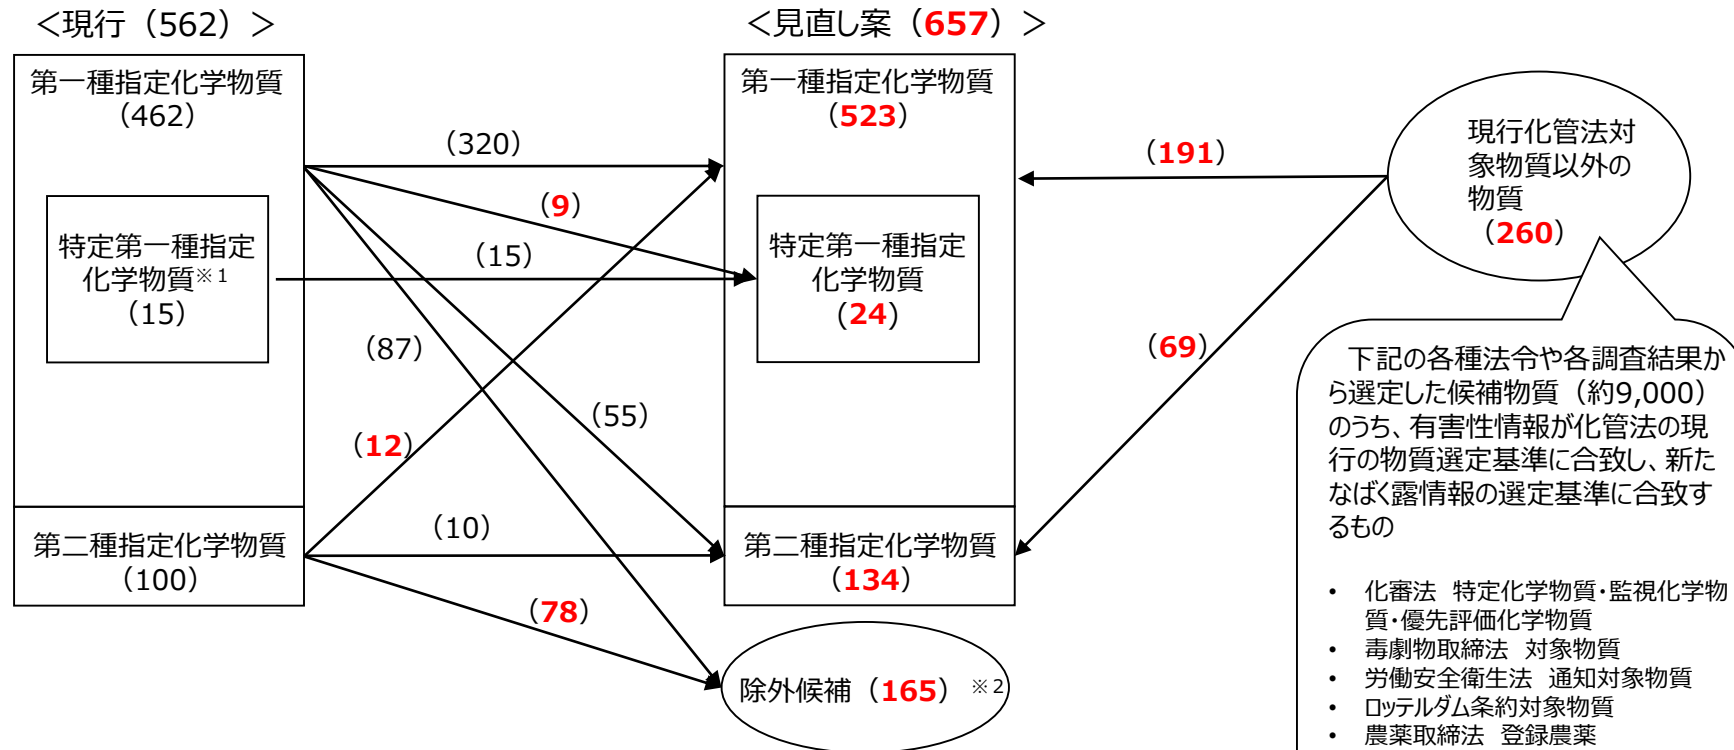 ＜現行（562）＞
第一種指定化学物質
（462）
特定第一種指定
化学物質※1
（15）
第二種指定化学物質
（100）
（320）
（9）
（15）
（87）
（55）
（12）
（10）
（78）
＜見直し案（657）＞
第一種指定化学物質
（523）
特定第一種指定
化学物質
（24）
第二種指定化学物質
（134）
除外候補（165）※2
（191）
（69）
現行化管法対
象物質以外の
物質
（260）
下記の各種法令や各調査結果か
ら選定した候補物質（約9,000）
のうち、有害性情報が化管法の現
行の物質選定基準に合致し、新た
なばく露情報の選定基準に合致す
るもの
• 化審法 特定化学物質・監視化学物
質・優先評価化学物質
• 毒劇物取締法 対象物質
• 労働安全衛生法 通知対象物質
• ロッテルダム条約対象物質
• 農薬取締法 登録農薬